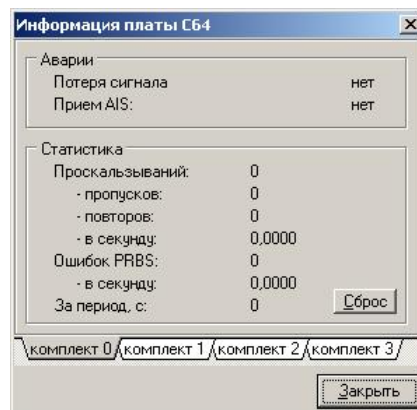 Информация платы С64
Аварии
Потеря сигнала нет
Прием AIS: нет
Статистика
Проскальзываний: 0
- пропусков: 0
- повторов: 0
- в секунду: 0,0000
Ошибок PRBS: 0
- в секунду: 0,0000
За период, с: 0
Сброс
комплект 0 комплект 1 комплект 2 комплект 3
Закрыть